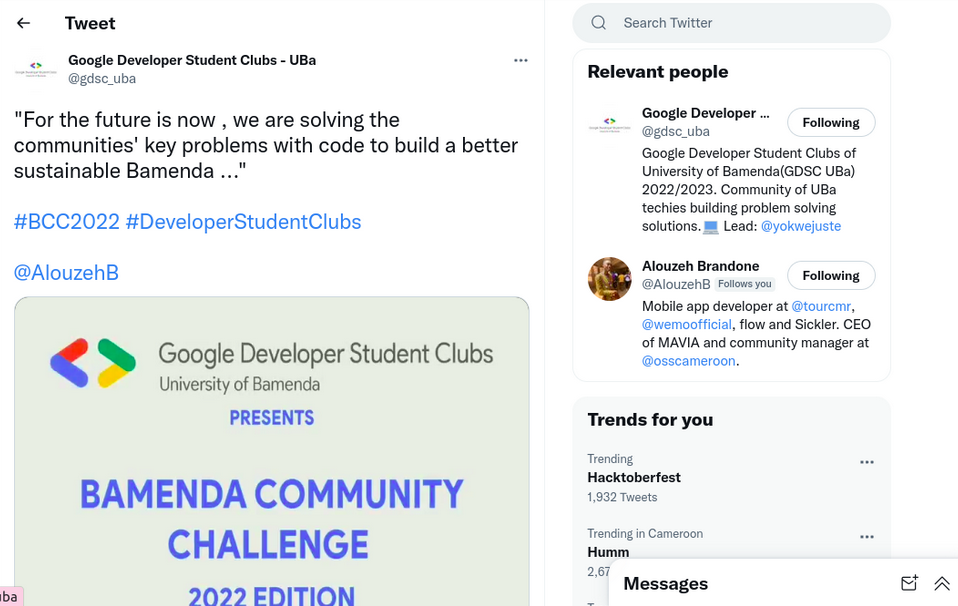 Tweet
Google Developer Student Clubs - UBa
@gdsc_uba
"For the future is now , we are solving the
communities' key problems with code to build a better
sustainable Bamenda ..."
#BCC2022 #DeveloperStudentClubs
@AlouzehB
Google Developer Student Clubs
University of Bamenda
PRESENTS
BAMENDA COMMUNITY
CHALLENGE
2022 EDITION
uba
Search Twitter
Relevant people
Google Developer ...
@gdsc_uba
Following
Google Developer Student Clubs of
University of Bamenda(GDSC UBa)
2022/2023. Community of UBa
techies building problem solving
solutions.💻 Lead: @yokwejuste
Alouzeh Brandone
@AlouzehB Follows you
Following
Mobile app developer at @tourcmr,
@wemoofficial, flow and Sickler. CEO
of MAVIA and community manager at
@osscameroon.
Trends for you
Trending
Hacktoberfest
1,932 Tweets
Trending in Cameroon
Humm
2,67
Messages